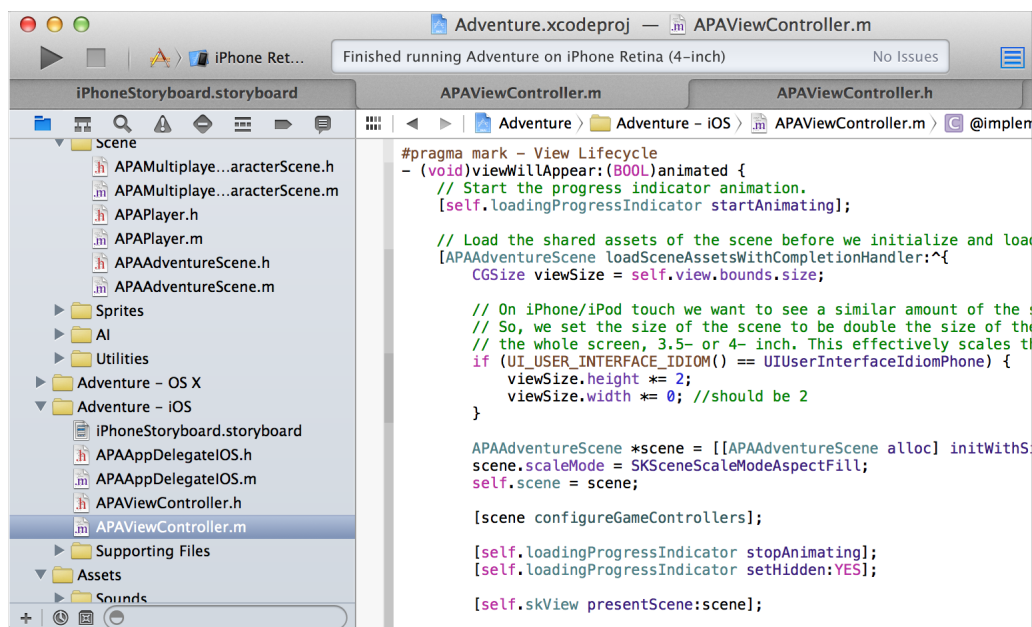 Adventure.xcodeproj — APAViewController.m
iPhone Ret...
Finished running Adventure on iPhone Retina (4-inch)
No Issues
iPhoneStoryboard.storyboard
APAViewController.m
APAViewController.h
Adventure
Adventure - iOS
APAViewController.m
C @implem
Scene
APAMultiplaye...aracterScene.h
APAMultiplaye...aracterScene.m
APAPlayer.h
APAPlayer.m
APAAdventureScene.h
APAAdventureScene.m
Sprites
AI
Utilities
Adventure - OS X
Adventure - iOS
iPhoneStoryboard.storyboard
APAAppDelegateIOS.h
APAAppDelegateIOS.m
APAViewController.h
APAViewController.m
Supporting Files
Assets
Sounds
#pragma mark - View Lifecycle
- (void)viewWillAppear:(BOOL)animated {
// Start the progress indicator animation.
[self.loadingProgressIndicator startAnimating];
// Load the shared assets of the scene before we initialize and load
[APAAdventureScene loadSceneAssetsWithCompletionHandler:^{
CGSize viewSize = self.view.bounds.size;
// On iPhone/iPod touch we want to see a similar amount of the s
// So, we set the size of the scene to be double the size of the
// the whole screen, 3.5- or 4- inch. This effectively scales th
if (UI_USER_INTERFACE_IDIOM() == UIUserInterfaceIdiomPhone) {
viewSize.height *= 2;
viewSize.width *= 0; //should be 2
}
APAAdventureScene *scene = [[APAAdventureScene alloc] initWithSi
scene.scaleMode = SKSceneScaleModeAspectFill;
self.scene = scene;
[scene configureGameControllers];
[self.loadingProgressIndicator stopAnimating];
[self.loadingProgressIndicator setHidden:YES];
[self.skView presentScene:scene];